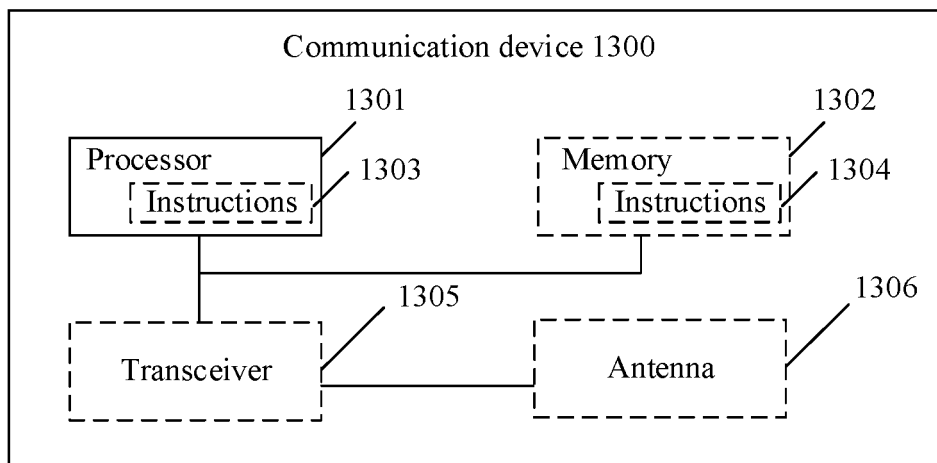 Communication device 1300
1301
1302
Processor
Memory
1303
1304
Instructions
Instructions
1305
1306
Transceiver
Antenna